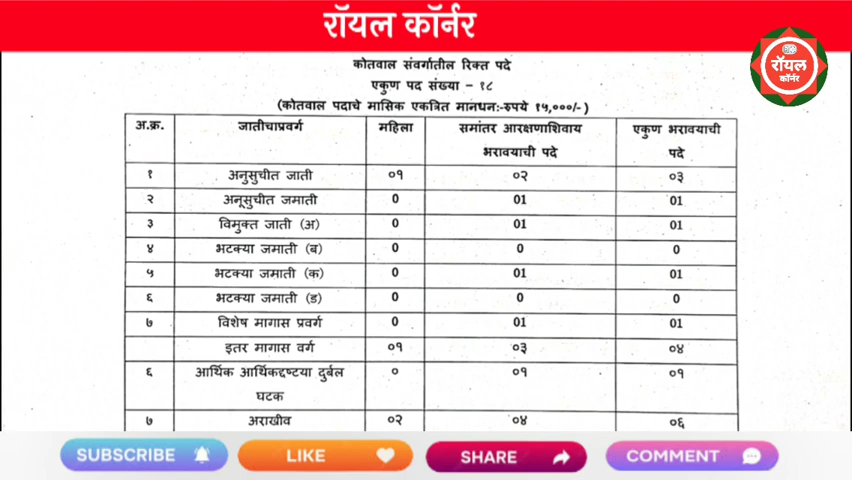 रॉयल कॉर्नर
रॉयल
कॉर्नर
कोतवाल संवर्गातील रिक्त पदे
एकुण पद संख्या - १८
(कोतवाल पदाचे मासिक एकत्रित मानधन:-रुपये १५,०००/-)
अ.क्र. जातीचाप्रवर्ग महिला समांतर आरक्षणाशिवाय भरावयाची पदे एकुण भरावयाची पदे
१ अनुसुचीत जाती ०१ ०२ ०३
२ अनूसुचीत जमाती 0 01 01
३ विमुक्त जाती (अ) 0 01 01
४ भटक्या जमाती (ब) 0 0 0
५ भटक्या जमाती (क) 0 01 01
६ भटक्या जमाती (ड) 0 0 0
७ विशेष मागास प्रवर्ग 0 01 01
इतर मागास वर्ग ०१ ०३ ०४
६ आर्थिक आर्थिकद्दष्टया दुर्बल घटक ० ०१ ०१
७ अराखीव ०२ ०४ ०६
SUBSCRIBE
LIKE
SHARE
COMMENT